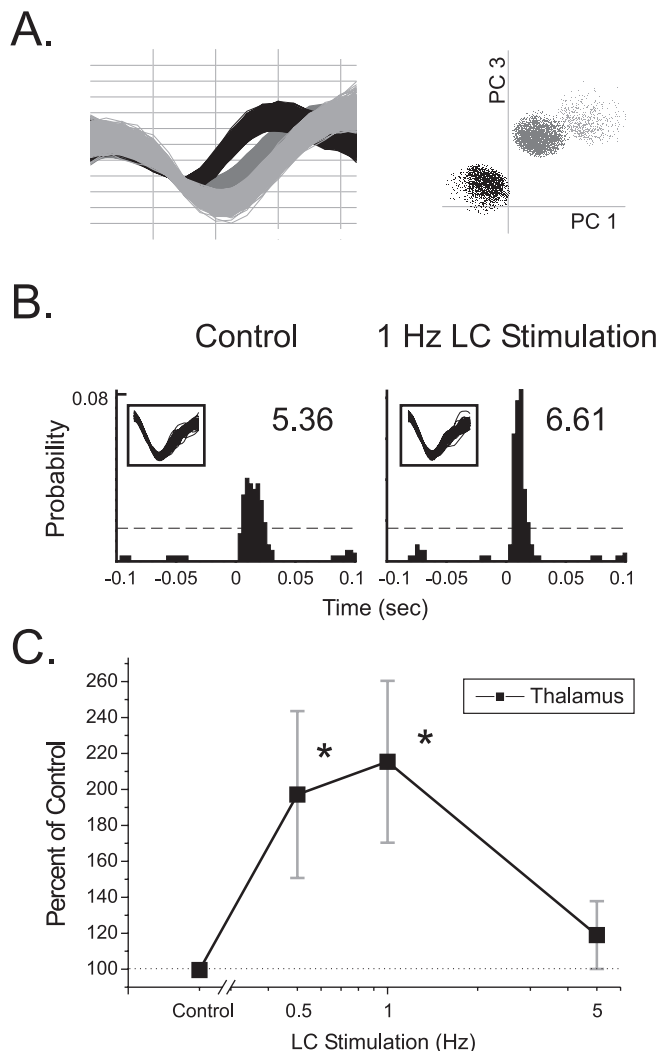 A.
PC 3
PC 1
B.
Control
1 Hz LC Stimulation
0.08
Probability
5.36
6.61
-0.1 -0.05 0 0.05 0.1
-0.1 -0.05 0 0.05 0.1
Time (sec)
C.
260
240
220
200
180
160
140
120
100
Percent of Control
Thalamus
*
*
Control 0.5 1 5
LC Stimulation (Hz)